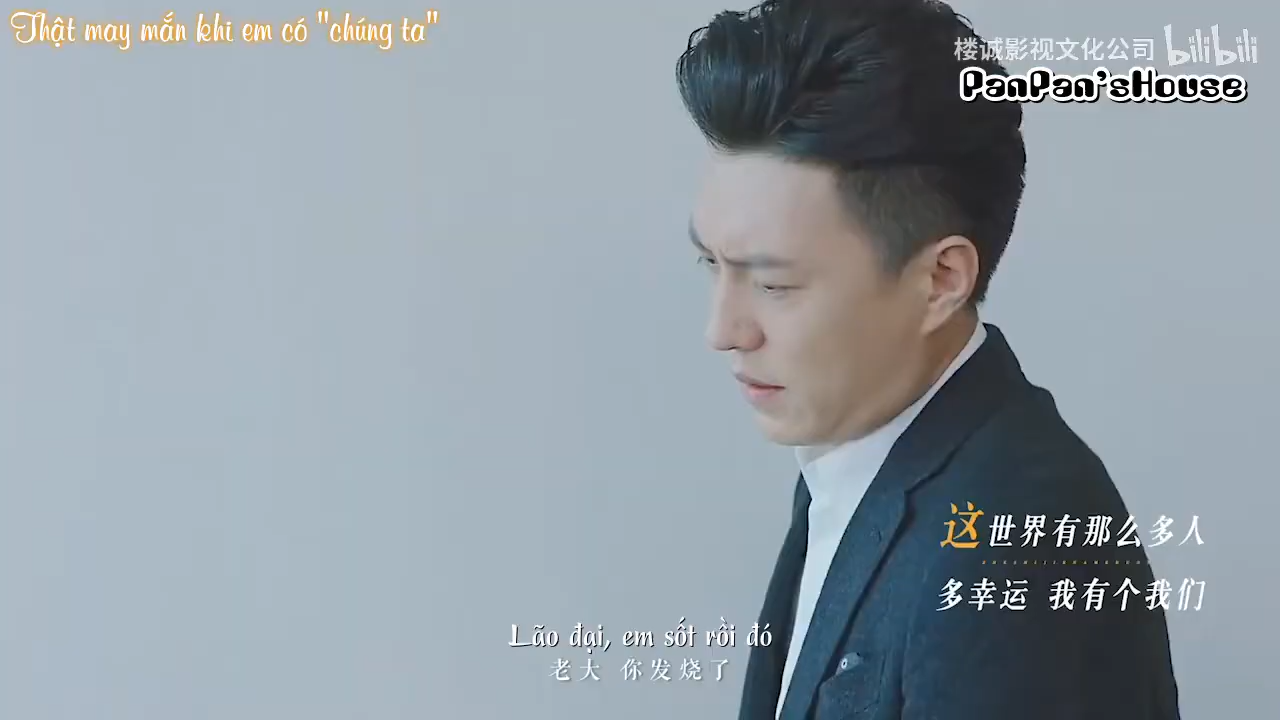 Thật may mắn khi em có "chúng ta"
楼诚影视文化公司 bilibili
PanPan'sHouse
这世界有那么多人
多幸运 我有个我们
Lão đại, em sốt rồi đó
老大 你发烧了